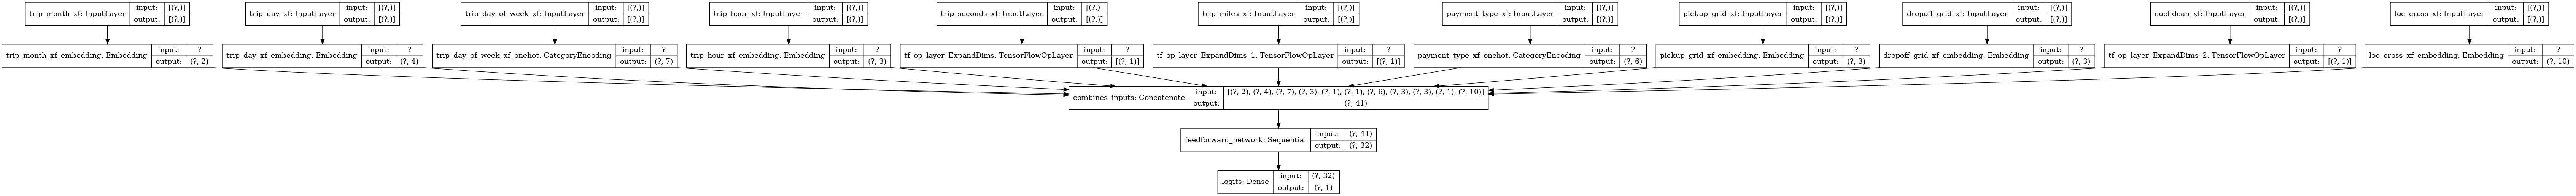 trip_month_xf: InputLayer input: [(?,)] output: [(?,)]
trip_day_xf: InputLayer input: [(?,)] output: [(?,)]
trip_day_of_week_xf: InputLayer input: [(?,)] output: [(?,)]
trip_hour_xf: InputLayer input: [(?,)] output: [(?,)]
trip_seconds_xf: InputLayer input: [(?,)] output: [(?,)]
trip_miles_xf: InputLayer input: [(?,)] output: [(?,)]
payment_type_xf: InputLayer input: [(?,)] output: [(?,)]
pickup_grid_xf: InputLayer input: [(?,)] output: [(?,)]
dropoff_grid_xf: InputLayer input: [(?,)] output: [(?,)]
euclidean_xf: InputLayer input: [(?,)] output: [(?,)]
loc_cross_xf: InputLayer input: [(?,)] output: [(?,)]
trip_month_xf_embedding: Embedding input: ? output: (?, 2)
trip_day_xf_embedding: Embedding input: ? output: (?, 4)
trip_day_of_week_xf_onehot: CategoryEncoding input: ? output: (?, 7)
trip_hour_xf_embedding: Embedding input: ? output: (?, 3)
tf_op_layer_ExpandDims: TensorFlowOpLayer input: ? output: [(?, 1)]
tf_op_layer_ExpandDims_1: TensorFlowOpLayer input: ? output: [(?, 1)]
payment_type_xf_onehot: CategoryEncoding input: ? output: (?, 6)
pickup_grid_xf_embedding: Embedding input: ? output: (?, 3)
dropoff_grid_xf_embedding: Embedding input: ? output: (?, 3)
tf_op_layer_ExpandDims_2: TensorFlowOpLayer input: ? output: [(?, 1)]
loc_cross_xf_embedding: Embedding input: ? output: (?, 10)
combines_inputs: Concatenate input: [(?, 2), (?, 4), (?, 7), (?, 3), (?, 1), (?, 1), (?, 6), (?, 3), (?, 3), (?, 1), (?, 10)] output: (?, 41)
feedforward_network: Sequential input: (?, 41) output: (?, 32)
logits: Dense input: (?, 32) output: (?, 1)